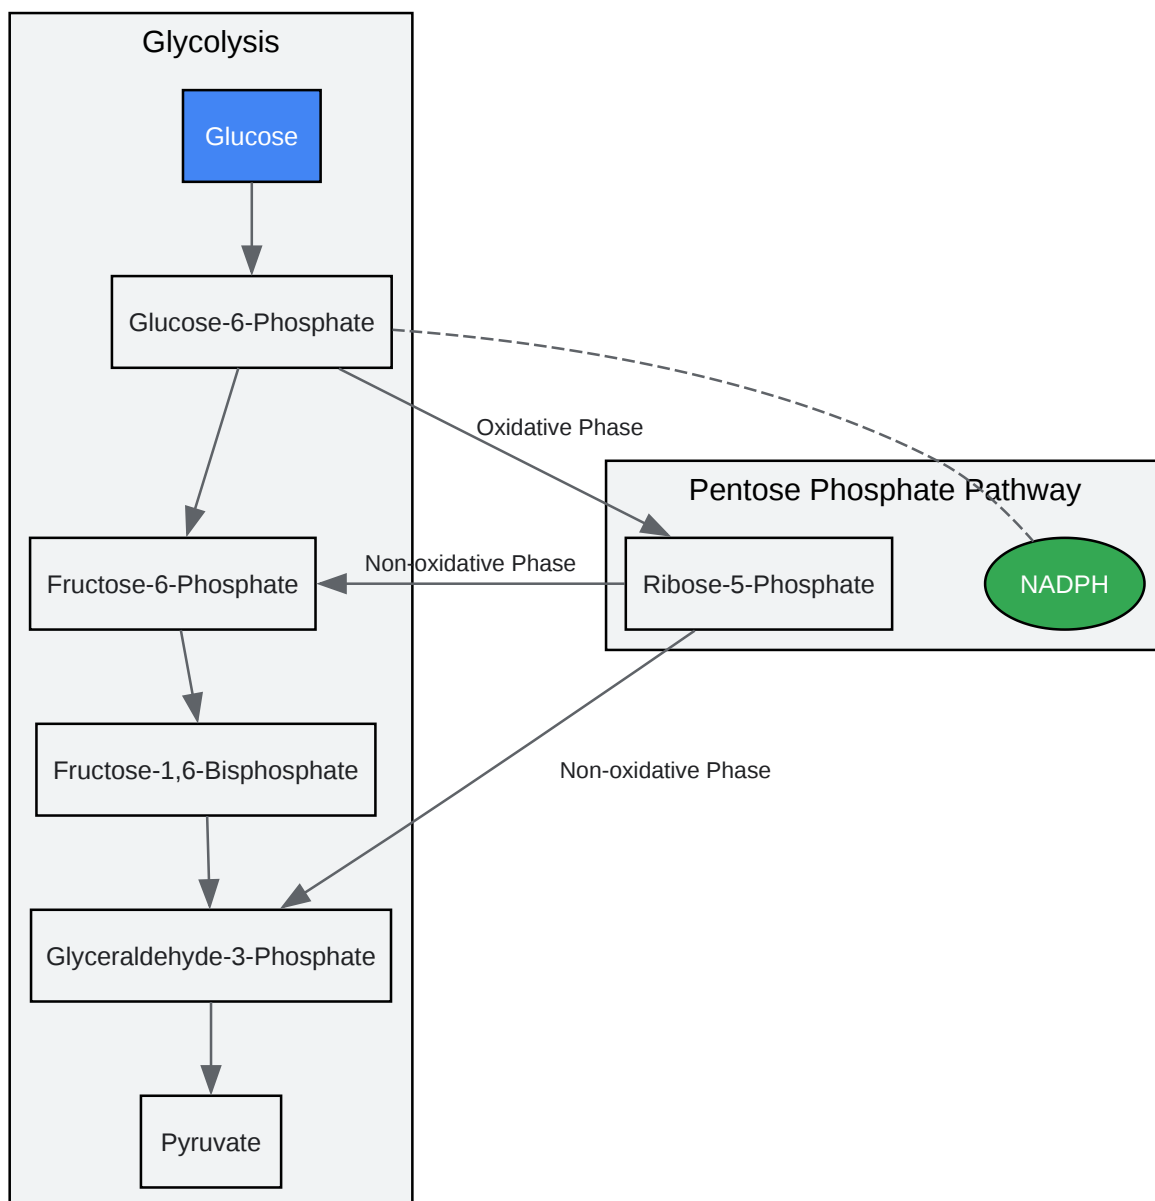 Glycolysis
Glucose
Glucose-6-Phosphate
Oxidative Phase
Pentose Phosphate Pathway
Non-oxidative Phase
Fructose-6-Phosphate
Ribose-5-Phosphate
NADPH
Fructose-1,6-Bisphosphate
Non-oxidative Phase
Glyceraldehyde-3-Phosphate
Pyruvate